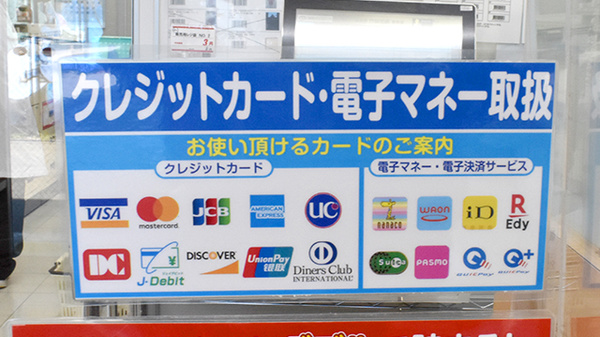 クレジットカード・電子マネー取扱
お使い頂けるカードのご案内
クレジットカード
電子マネー・電子決済サービス
VISA
mastercard
JCB
AMERICAN EXPRESS
UC
nanaco
WAON
iD
R
Edy
DC
J-Debit
DISCOVER
UnionPay
银联
Diners Club
INTERNATIONAL
Suica
PASMO
QUICPay
QUICPay